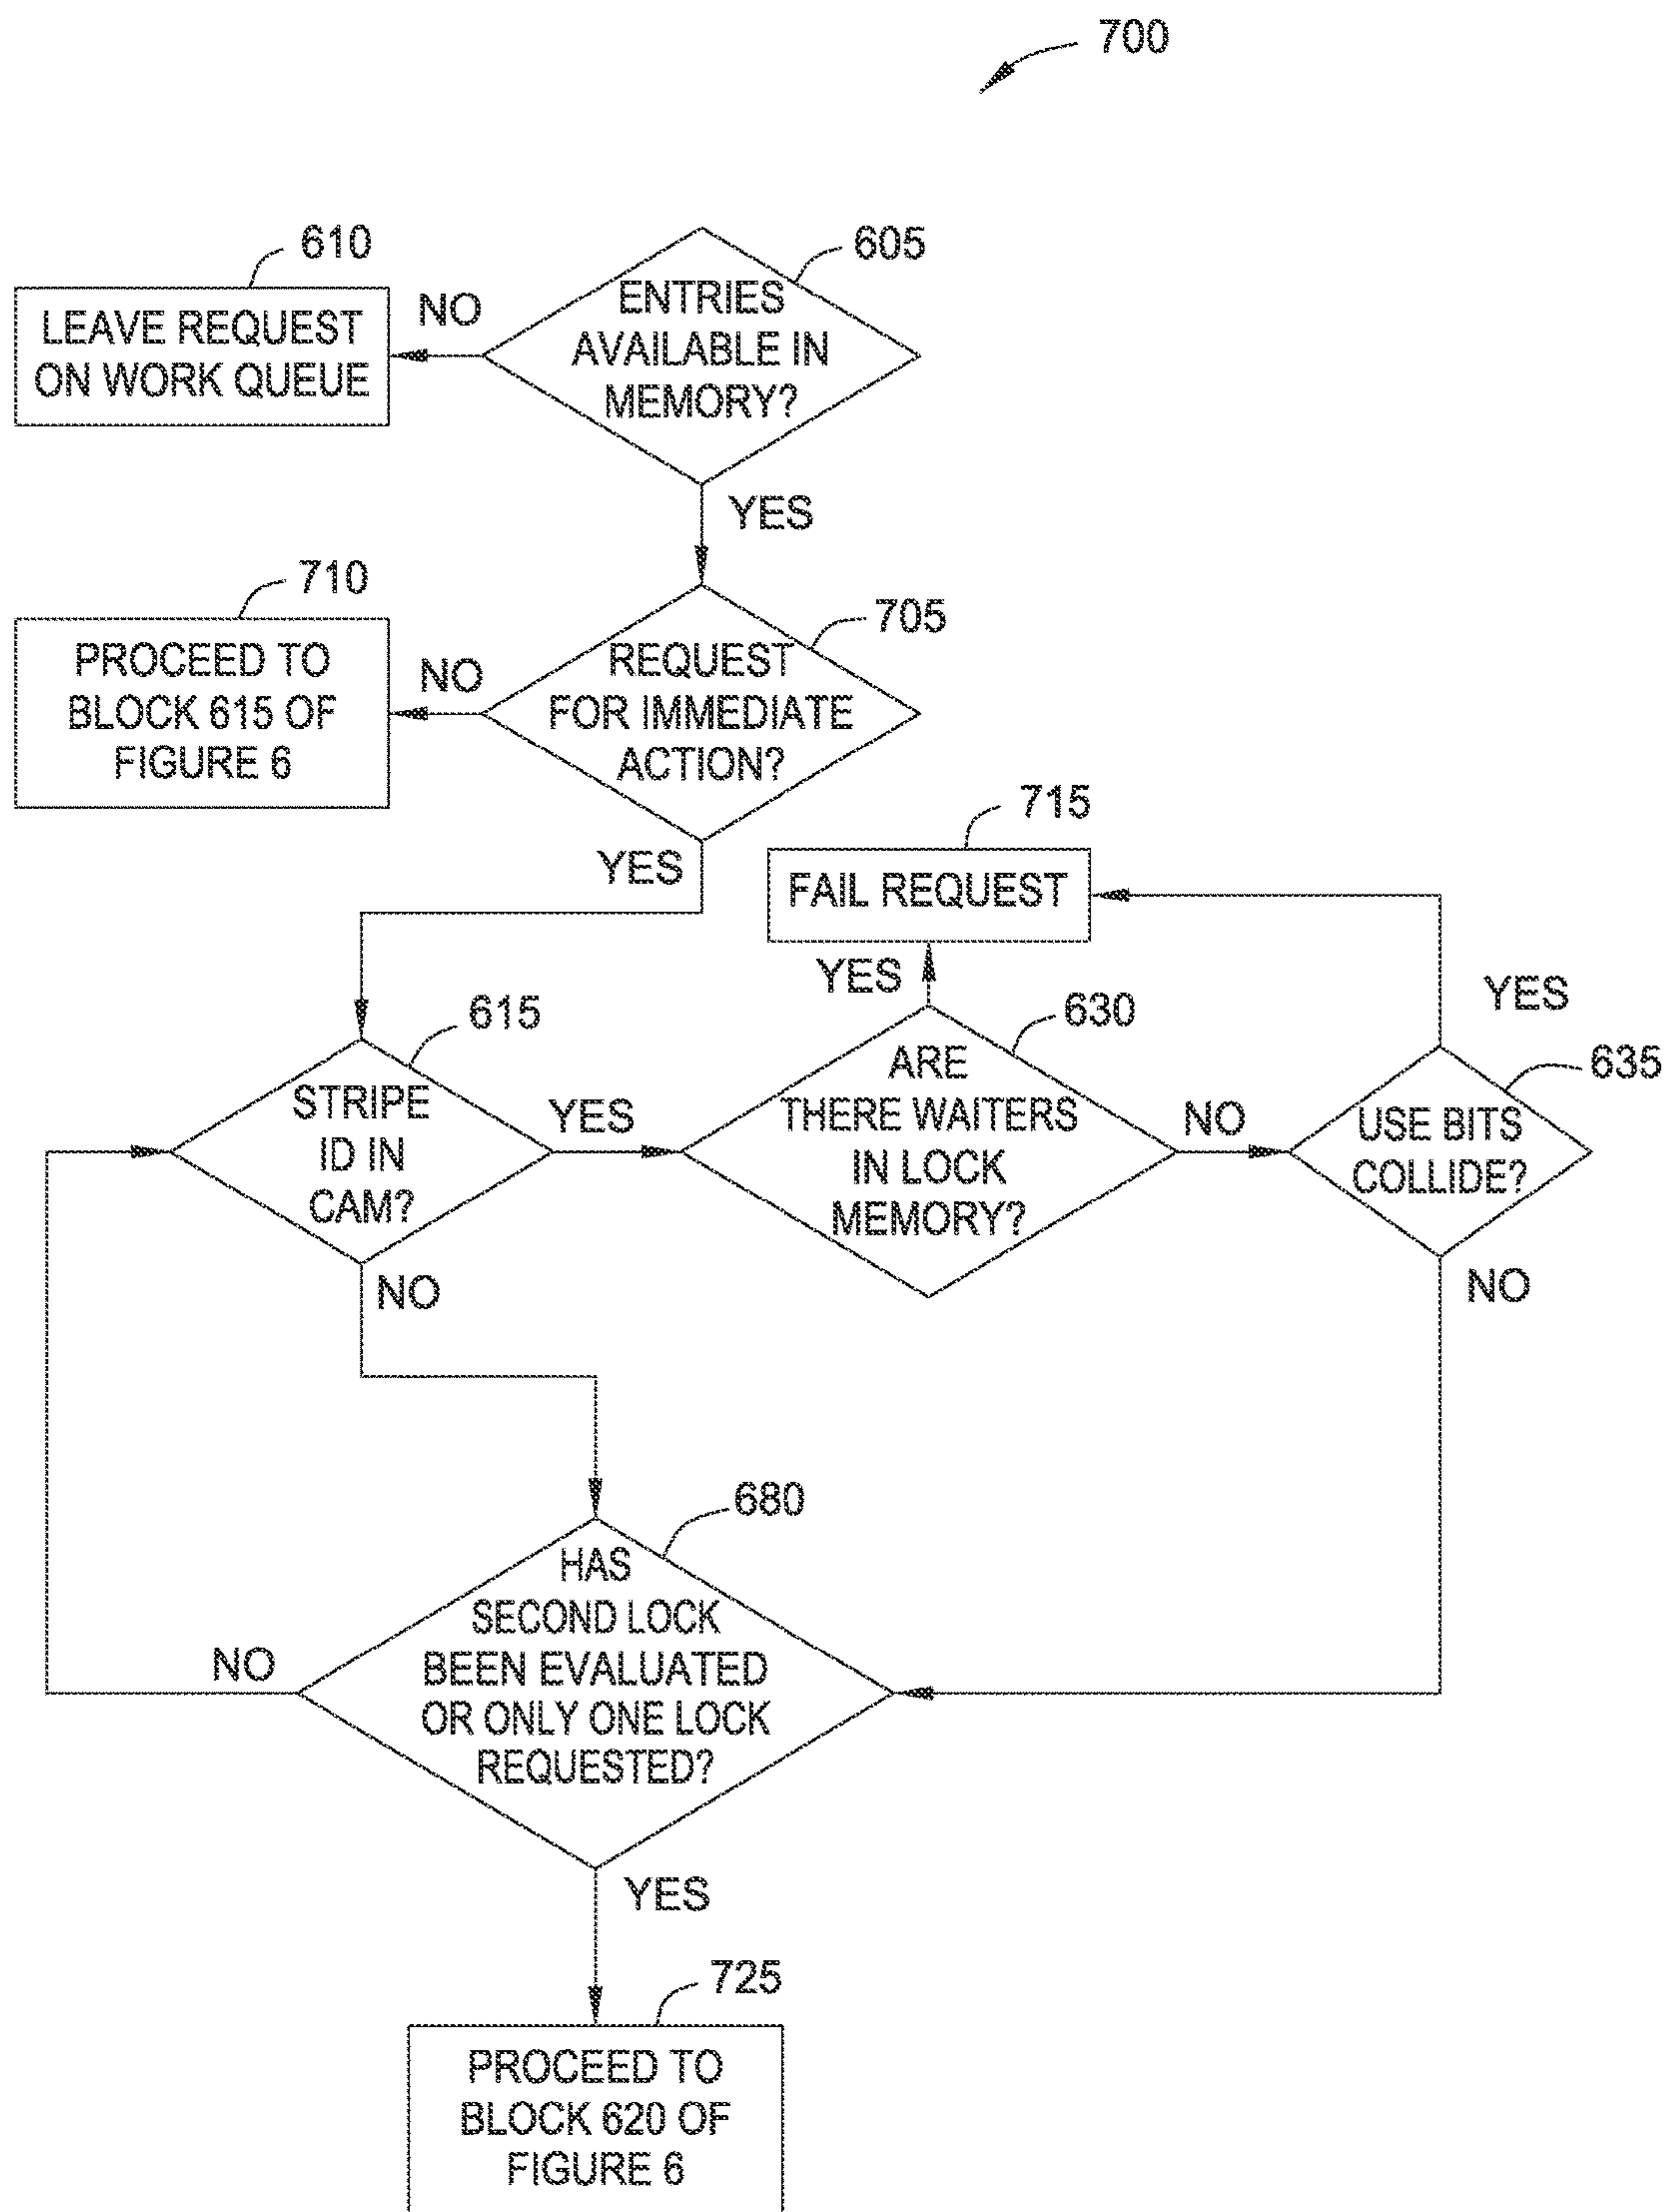 700
610
605
LEAVE REQUEST
ON WORK QUEUE
NO
ENTRIES
AVAILABLE IN
MEMORY?
YES
710
705
PROCEED TO
BLOCK 615 OF
FIGURE 6
NO
REQUEST
FOR IMMEDIATE
ACTION?
YES
715
FAIL REQUEST
YES
YES
615
630
635
STRIPE
ID IN
CAM?
YES
ARE
THERE WAITERS
IN LOCK
MEMORY?
NO
USE BITS
COLLIDE?
NO
NO
680
HAS
SECOND LOCK
BEEN EVALUATED
OR ONLY ONE LOCK
REQUESTED?
NO
YES
725
PROCEED TO
BLOCK 620 OF
FIGURE 6